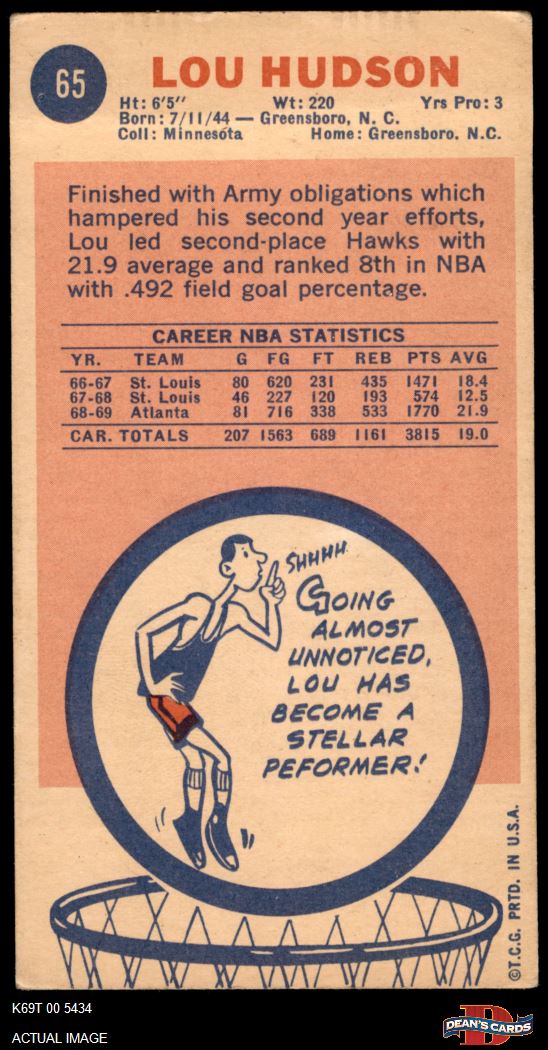 65
LOU HUDSON
Ht: 6'5" Wt: 220 Yrs Pro: 3
Born: 7/11/44 — Greensboro, N. C.
Coll: Minnesota Home: Greensboro, N.C.
Finished with Army obligations which
hampered his second year efforts,
Lou led second-place Hawks with
21.9 average and ranked 8th in NBA
with .492 field goal percentage.
CAREER NBA STATISTICS
YR. TEAM G FG FT REB PTS AVG
66-67 St. Louis 80 620 231 435 1471 18.4
67-68 St. Louis 46 227 120 193 574 12.5
68-69 Atlanta 81 716 338 533 1770 21.9
CAR. TOTALS 207 1563 689 1161 3815 19.0
SHHHH
GOING
ALMOST
UNNOTICED,
LOU HAS
BECOME A
STELLAR
PEFORMER!
©T.C.G. PRTD. IN U.S.A.
K69T 00 5434
ACTUAL IMAGE
D
DEAN'S CARDS